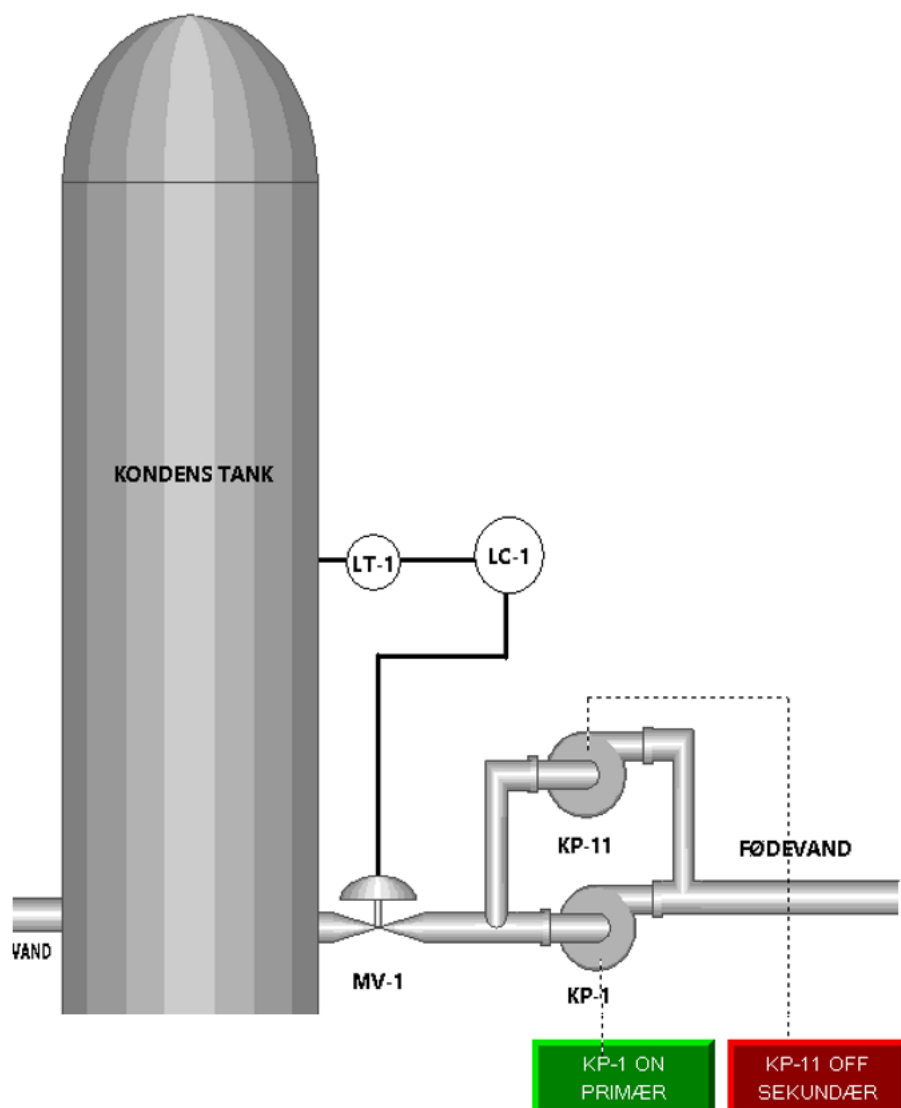 KONDENS TANK
LT-1
LC-1
KP-11
FØDEVAND
VAND
MV-1
KP-1
KP-1 ON
PRIMÆR
KP-11 OFF
SEKUNDÆR